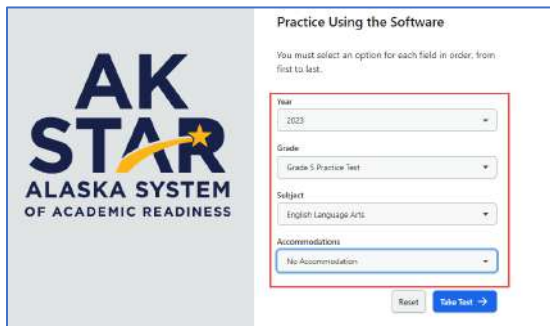 AK
STAR
ALASKA SYSTEM
OF ACADEMIC READINESS
Practice Using the Software
You must select an option for each field in order, from
first to last.
Year
2023
Grade
Grade 5 Practice Test
Subject
English Language Arts
Accommodations
No Accommodation
Reset
Take Test →